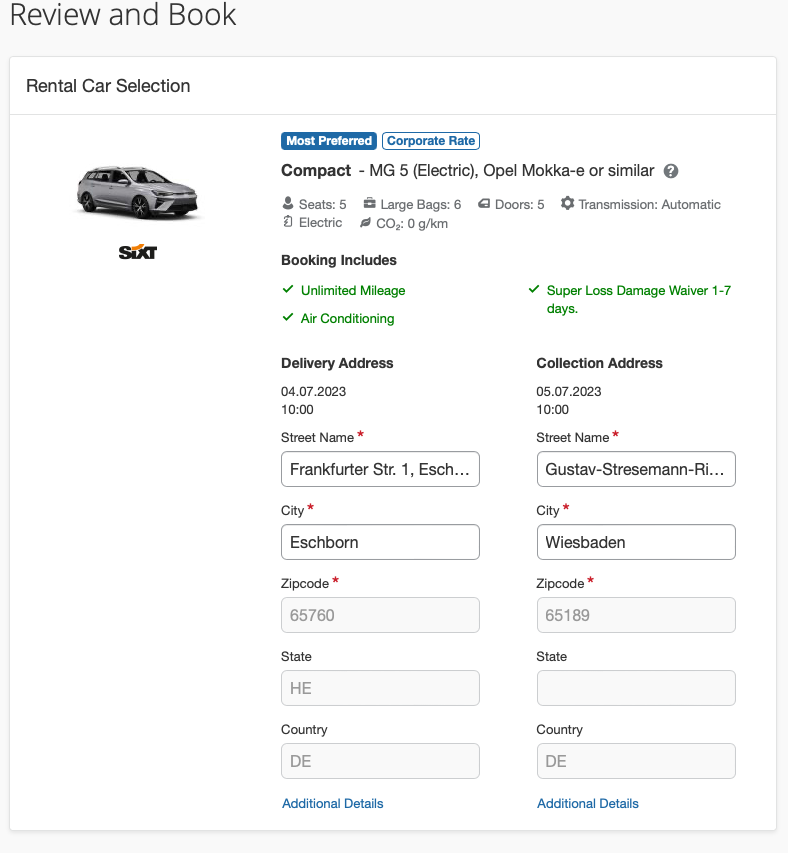 Review and Book
Rental Car Selection
Most Preferred
Corporate Rate
Compact - MG 5 (Electric), Opel Mokka-e or similar ?
Seats: 5 Large Bags: 6 Doors: 5 Transmission: Automatic
Electric CO₂: 0 g/km
SIXT
Booking Includes
Unlimited Mileage
Air Conditioning
Super Loss Damage Waiver 1-7
days.
Delivery Address
04.07.2023
10:00
Street Name *
Frankfurter Str. 1, Esch...
City *
Eschborn
Zipcode *
65760
State
HE
Country
DE
Additional Details
Collection Address
05.07.2023
10:00
Street Name *
Gustav-Stresemann-Ri...
City *
Wiesbaden
Zipcode *
65189
State
Country
DE
Additional Details